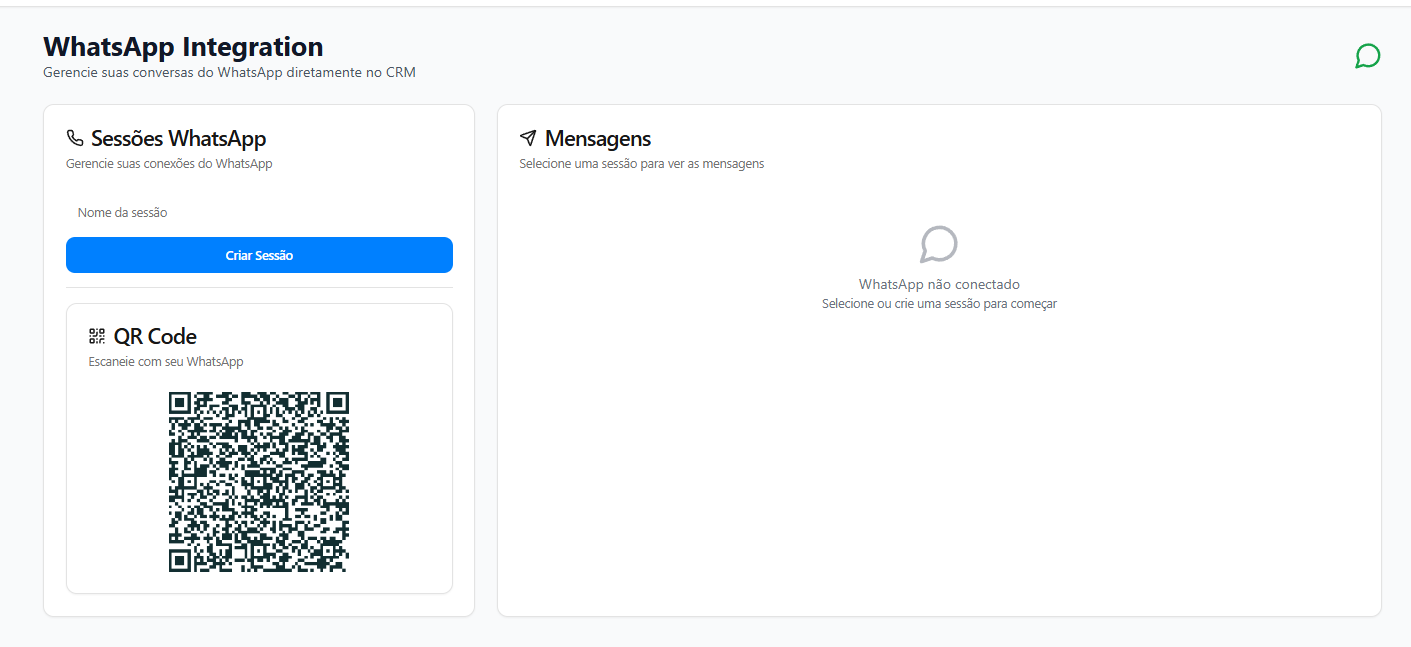 WhatsApp Integration
Gerencie suas conversas do WhatsApp diretamente no CRM
Sessões WhatsApp
Gerencie suas conexões do WhatsApp
Nome da sessão
Criar Sessão
QR Code
Escaneie com seu WhatsApp
Mensagens
Selecione uma sessão para ver as mensagens
WhatsApp não conectado
Selecione ou crie uma sessão para começar